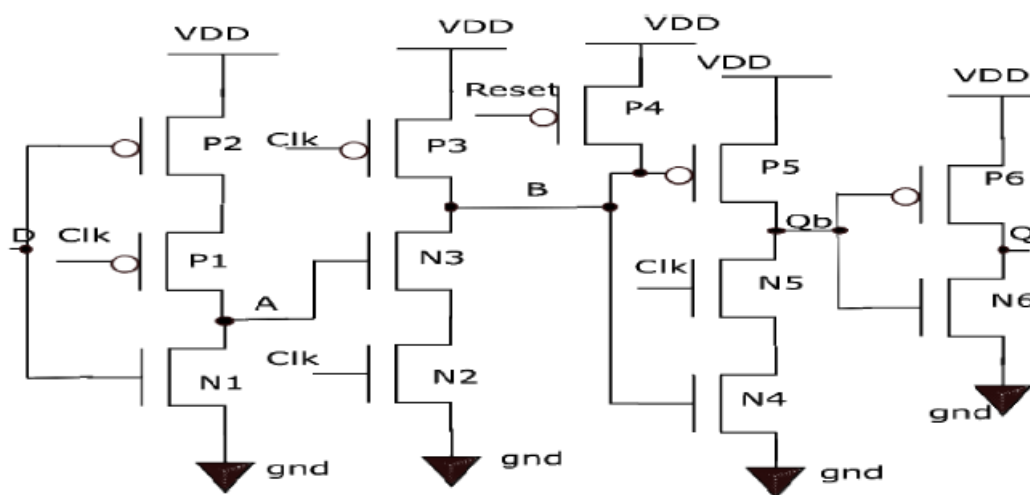 VDD
VDD
VDD
VDD
VDD
Reset
P4
Clk
P2
P3
P5
P6
B
D
Clk
P1
N3
Qb
Q
Clk
N5
A
N6
Clk
N1
N2
N4
gnd
gnd
gnd
gnd